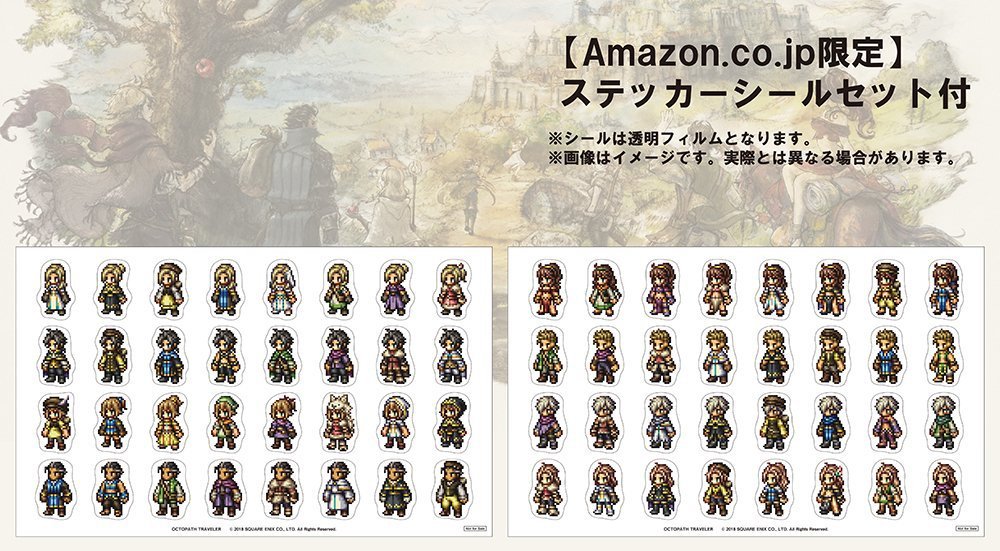 【Amazon.co.jp限定】
ステッカーシールセット付
※シールは透明フィルムとなります。
※画像はイメージです。実際とは異なる場合があります。
OCTOPATH TRAVELER © 2018 SQUARE ENIX CO., LTD. All Rights Reserved.
Not for Sale
OCTOPATH TRAVELER © 2018 SQUARE ENIX CO., LTD. All Rights Reserved.
Not for Sale